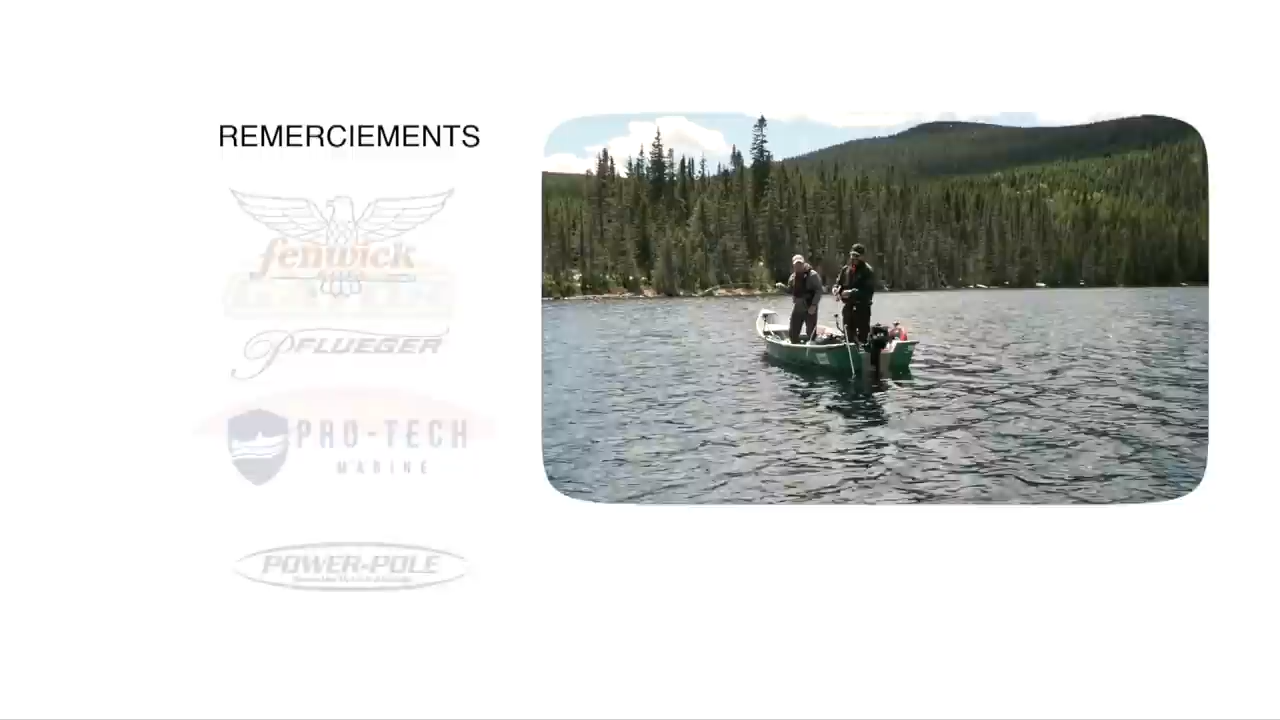 REMERCIEMENTS
fenwick
PFLUEGER
PRO-TECH
MARINE
POWER-POLE